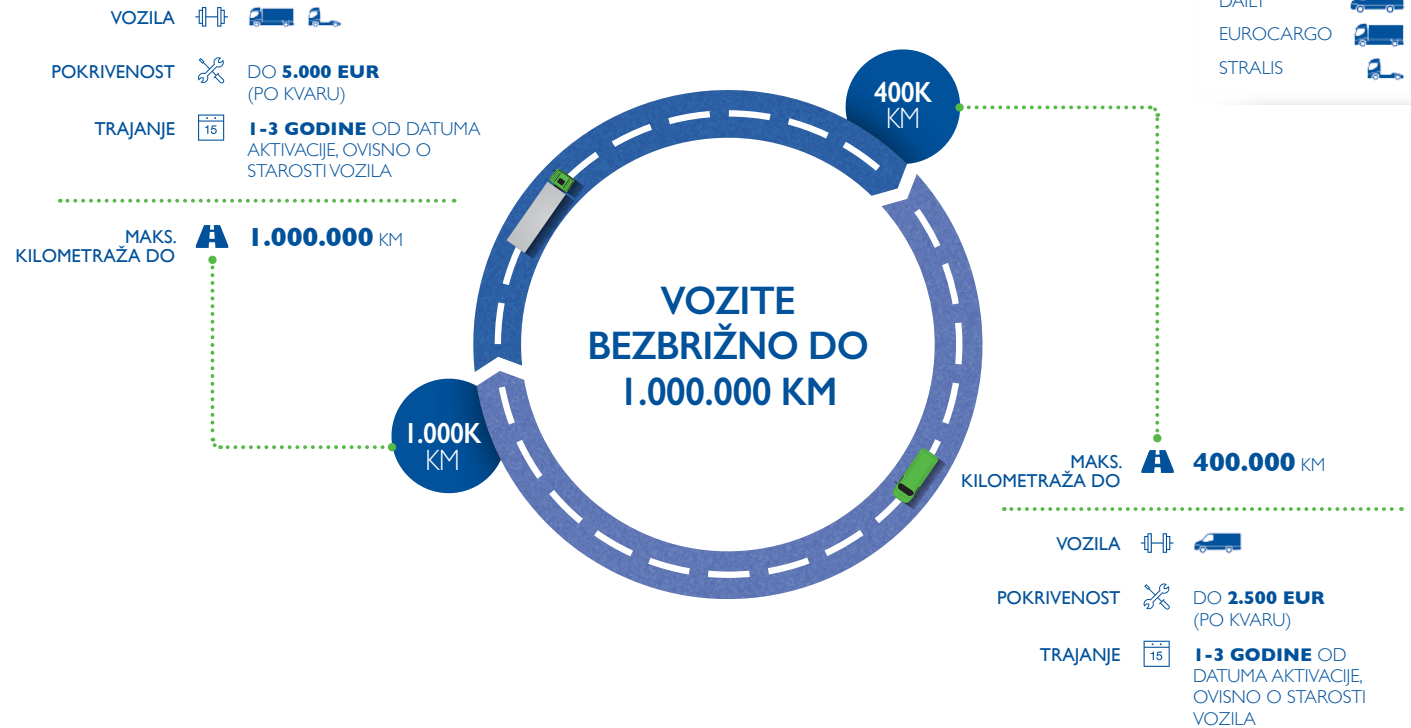 DAILY
EUROCARGO
STRALIS
VOZILA
POKRIVENOST
DO 5.000 EUR
(PO KVARU)
TRAJANJE
15
1-3 GODINE OD DATUMA
AKTIVACIJE, OVISNO O
STAROSTI VOZILA
MAKS.
KILOMETRAŽA DO
1.000.000 KM
400K
KM
VOZITE
BEZBRIŽNO DO
1.000.000 KM
1.000K
KM
MAKS.
KILOMETRAŽA DO
400.000 KM
VOZILA
POKRIVENOST
DO 2.500 EUR
(PO KVARU)
TRAJANJE
15
1-3 GODINE OD
DATUMA AKTIVACIJE,
OVISNO O STAROSTI
VOZILA